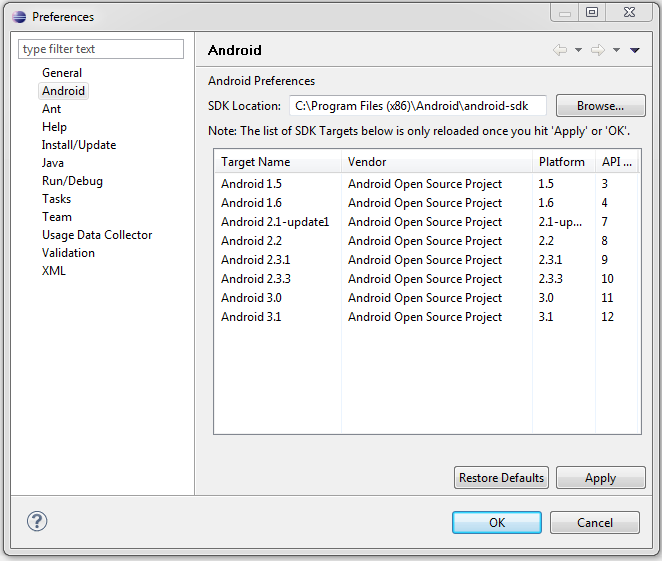 Preferences
type filter text
General
Android
Ant
Help
Install/Update
Java
Run/Debug
Tasks
Team
Usage Data Collector
Validation
XML
Android
Android Preferences
SDK Location: C:\Program Files (x86)\Android\android-sdk Browse...
Note: The list of SDK Targets below is only reloaded once you hit 'Apply' or 'OK'.
Target Name Vendor Platform API ...
Android 1.5 Android Open Source Project 1.5 3
Android 1.6 Android Open Source Project 1.6 4
Android 2.1-update1 Android Open Source Project 2.1-up... 7
Android 2.2 Android Open Source Project 2.2 8
Android 2.3.1 Android Open Source Project 2.3.1 9
Android 2.3.3 Android Open Source Project 2.3.3 10
Android 3.0 Android Open Source Project 3.0 11
Android 3.1 Android Open Source Project 3.1 12
Restore Defaults Apply
? OK Cancel